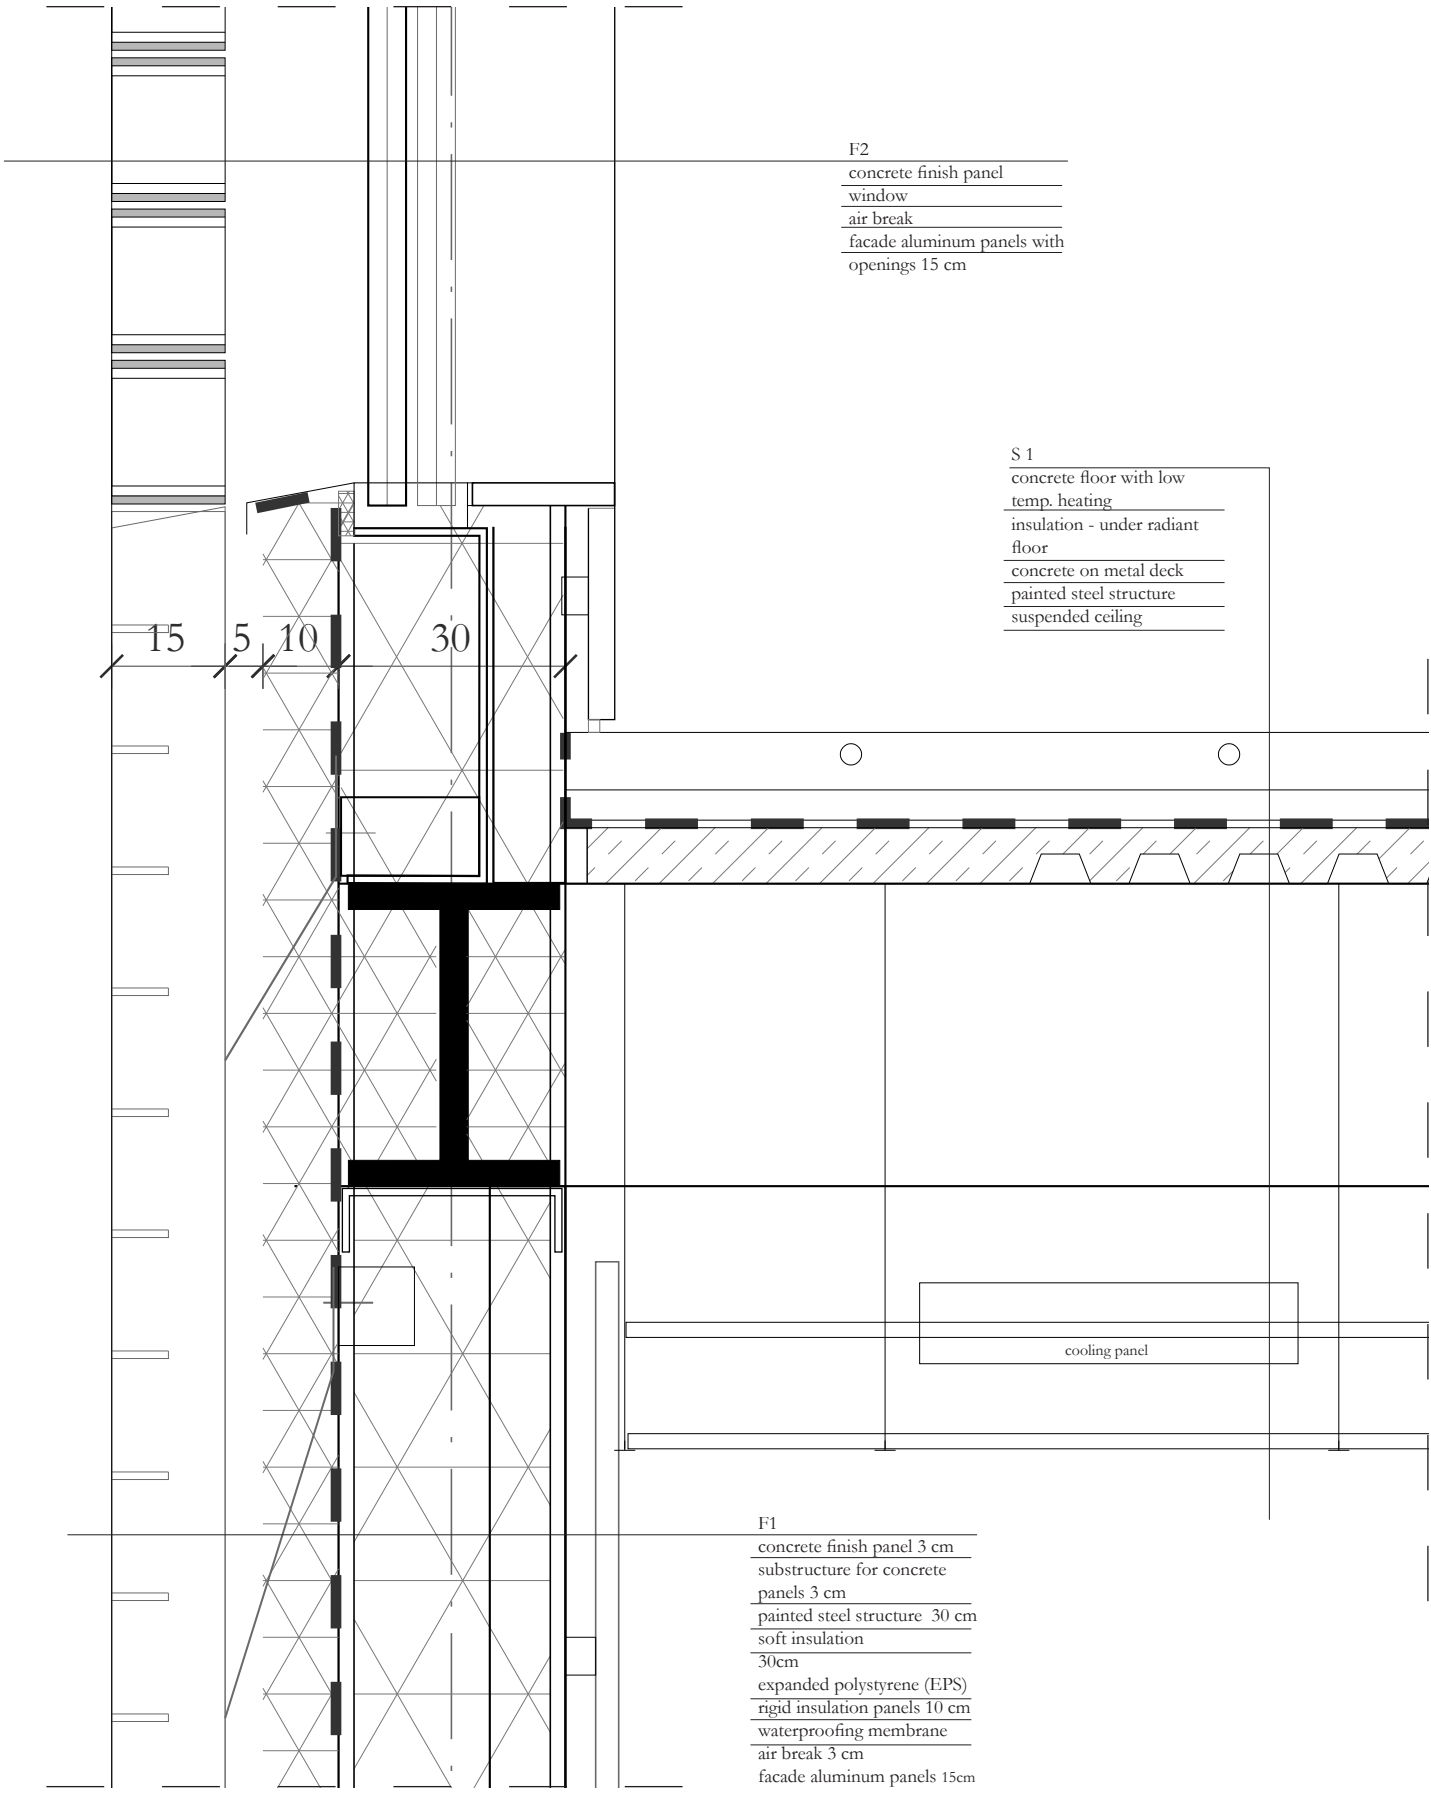 F2
concrete finish panel
window
air break
facade aluminum panels with
openings 15 cm
S 1
concrete floor with low
temp. heating
insulation - under radiant
floor
concrete on metal deck
painted steel structure
suspended ceiling
15 5 10 30
cooling panel
F1
concrete finish panel 3 cm
substructure for concrete
panels 3 cm
painted steel structure 30 cm
soft insulation
30cm
expanded polystyrene (EPS)
rigid insulation panels 10 cm
waterproofing membrane
air break 3 cm
facade aluminum panels 15cm